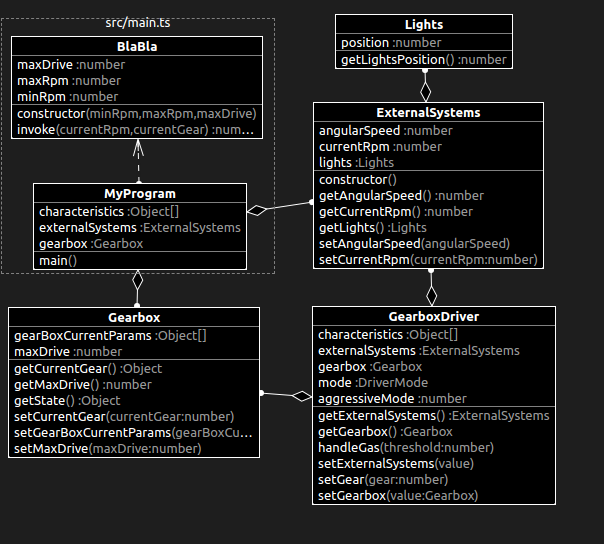 src/main.ts
BlaBla
maxDrive :number
maxRpm :number
minRpm :number
constructor(minRpm,maxRpm,maxDrive)
invoke(currentRpm,currentGear) :num...
MyProgram
characteristics :Object[]
externalSystems :ExternalSystems
gearbox :Gearbox
main()
Lights
position :number
getLightsPosition() :number
ExternalSystems
angularSpeed :number
currentRpm :number
lights :Lights
constructor()
getAngularSpeed() :number
getCurrentRpm() :number
getLights() :Lights
setAngularSpeed(angularSpeed)
setCurrentRpm(currentRpm:number)
Gearbox
gearBoxCurrentParams :Object[]
maxDrive :number
getCurrentGear() :Object
getMaxDrive() :number
getState() :Object
setCurrentGear(currentGear:number)
setGearBoxCurrentParams(gearBoxCu...
setMaxDrive(maxDrive:number)
GearboxDriver
characteristics :Object[]
externalSystems :ExternalSystems
gearbox :Gearbox
mode :DriverMode
aggressiveMode :number
getExternalSystems() :ExternalSystems
getGearbox() :Gearbox
handleGas(threshold:number)
setExternalSystems(value)
setGear(gear:number)
setGearbox(value:Gearbox)